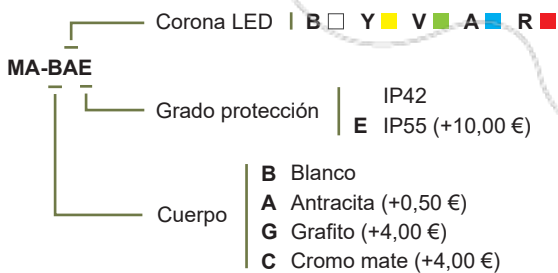 Corona LED B Y V A R
MA-BAE
Grado protección
IP42
E IP55 (+10,00 €)
Cuerpo
B Blanco
A Antracita (+0,50 €)
G Grafito (+4,00 €)
C Cromo mate (+4,00 €)